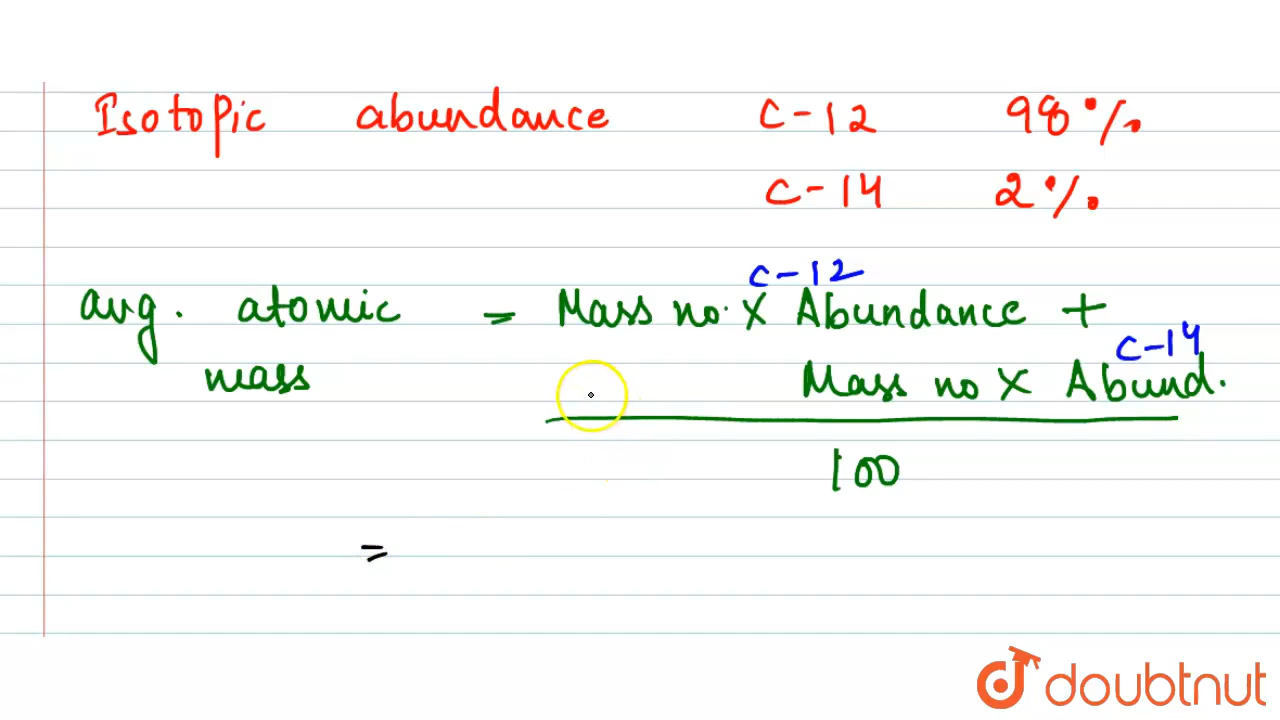 Isotopic abundance C-12 98%
C-14 2%
C-12
avg. atomic = Mass no. X Abundance +
C-14
mass Mass no X Abund.
100
=
doubtnut